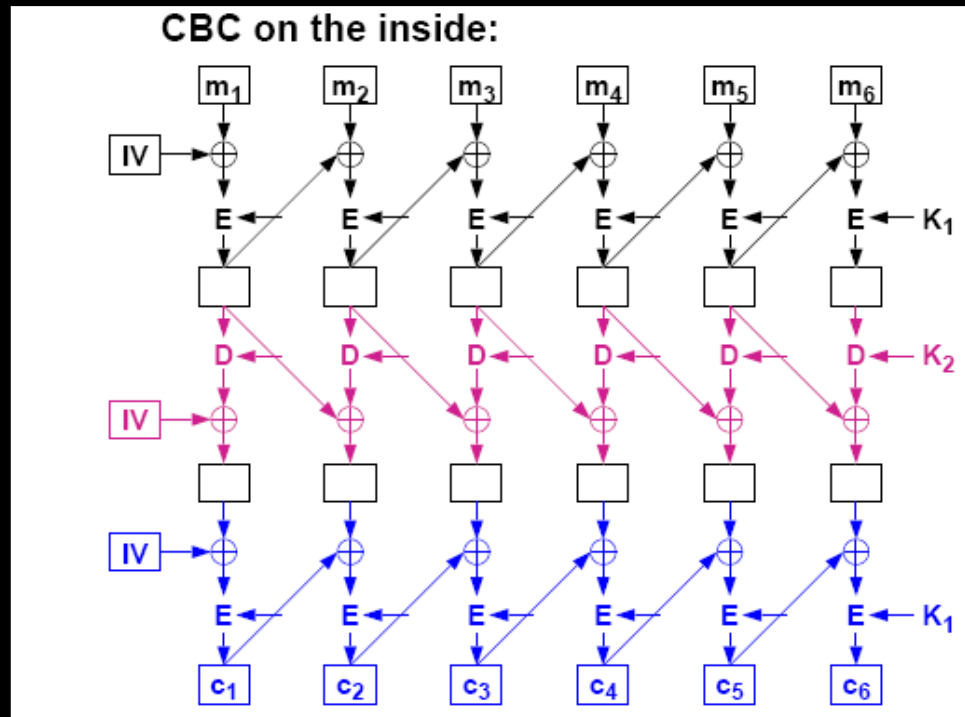 CBC on the inside:
m₁ m₂ m₃ m₄ m₅ m₆
IV
E E E E E E K₁
D D D D D D K₂
IV
IV
E E E E E E K₁
c₁ c₂ c₃ c₄ c₅ c₆